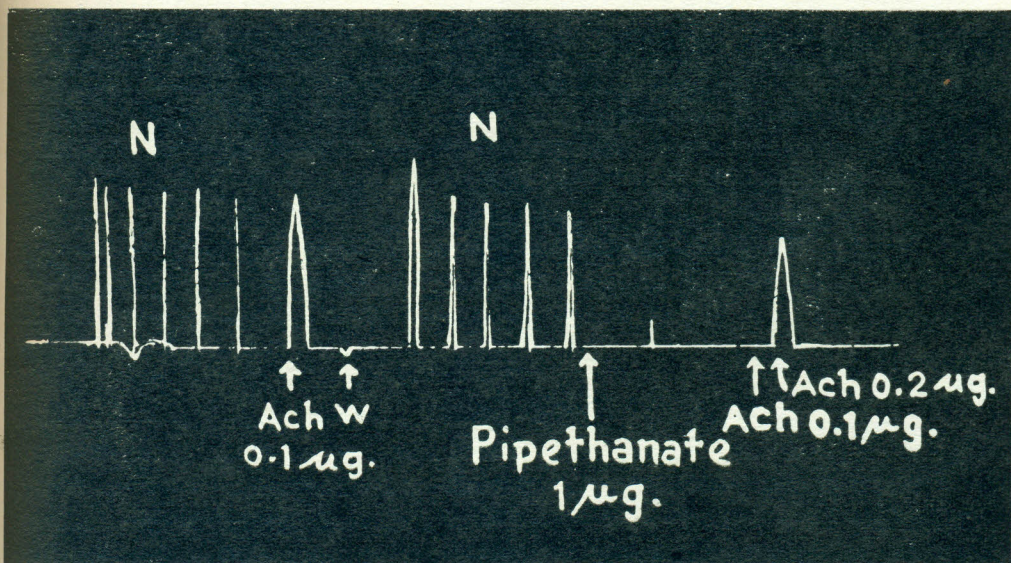 N
N
Ach W
0.1 µg.
Pipethanate
1 µg.
Ach 0.2 µg.
Ach 0.1 µg.